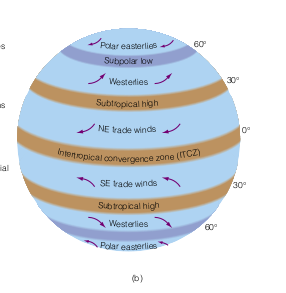 Polar easterlies
60°
Subpolar low
Westerlies
30°
Subtropical high
NE trade winds
0°
Intertropical convergence zone (ITCZ)
SE trade winds
30°
Subtropical high
Westerlies
60°
Polar easterlies
(b)